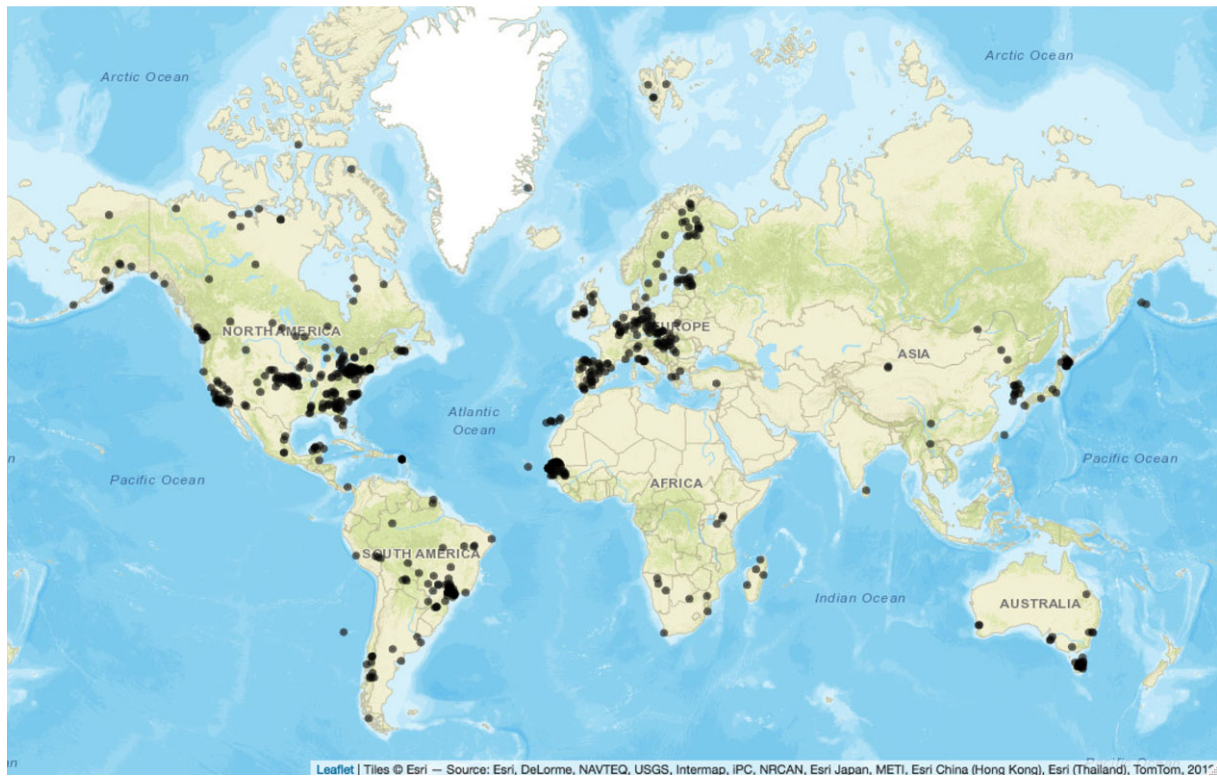 Arctic Ocean
Arctic Ocean
NORTH AMERICA
EUROPE
ASIA
Atlantic
Ocean
Pacific Ocean
Pacific Ocean
AFRICA
SOUTH AMERICA
Indian Ocean
AUSTRALIA
Leaflet | Tiles © Esri — Source: Esri, DeLorme, NAVTEQ, USGS, Intermap, iPC, NRCAN, Esri Japan, METI, Esri China (Hong Kong), Esri (Thailand), TomTom,